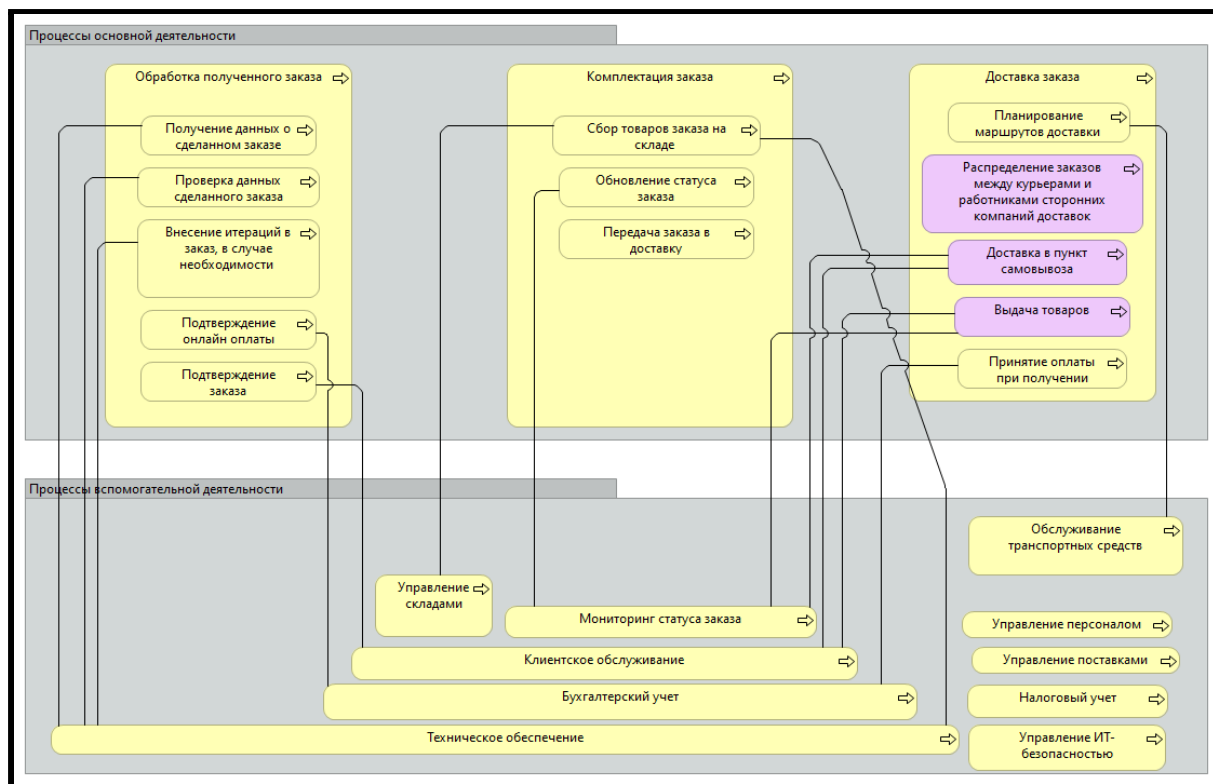 Процессы основной деятельности
Обработка полученного заказа
Получение данных о
сделанном заказе
Проверка данных
сделанного заказа
Внесение итераций в
заказ, в случае
необходимости
Подтверждение
онлайн оплаты
Подтверждение
заказа
Комплектация заказа
Сбор товаров заказа на
складе
Обновление статуса
заказа
Передача заказа в
доставку
Доставка заказа
Планирование
маршрутов доставки
Распределение заказов
между курьерами и
работниками сторонних
компаний доставок
Доставка в пункт
самовывоза
Выдача товаров
Принятие оплаты
при получении
Процессы вспомогательной деятельности
Управление
складами
Мониторинг статуса заказа
Клиентское обслуживание
Бухгалтерский учет
Техническое обеспечение
Обслуживание
транспортных средств
Управление персоналом
Управление поставками
Налоговый учет
Управление ИТ-
безопасностью